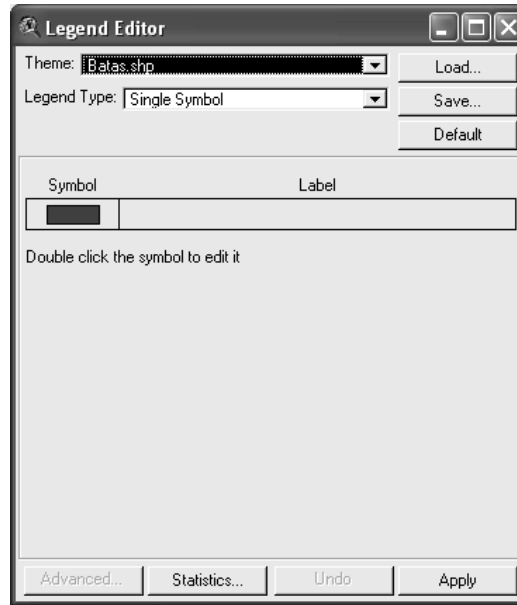 Legend Editor
Theme: Batas.shp
Load...
Legend Type: Single Symbol
Save...
Default
Symbol Label
Double click the symbol to edit it
Advanced... Statistics... Undo Apply